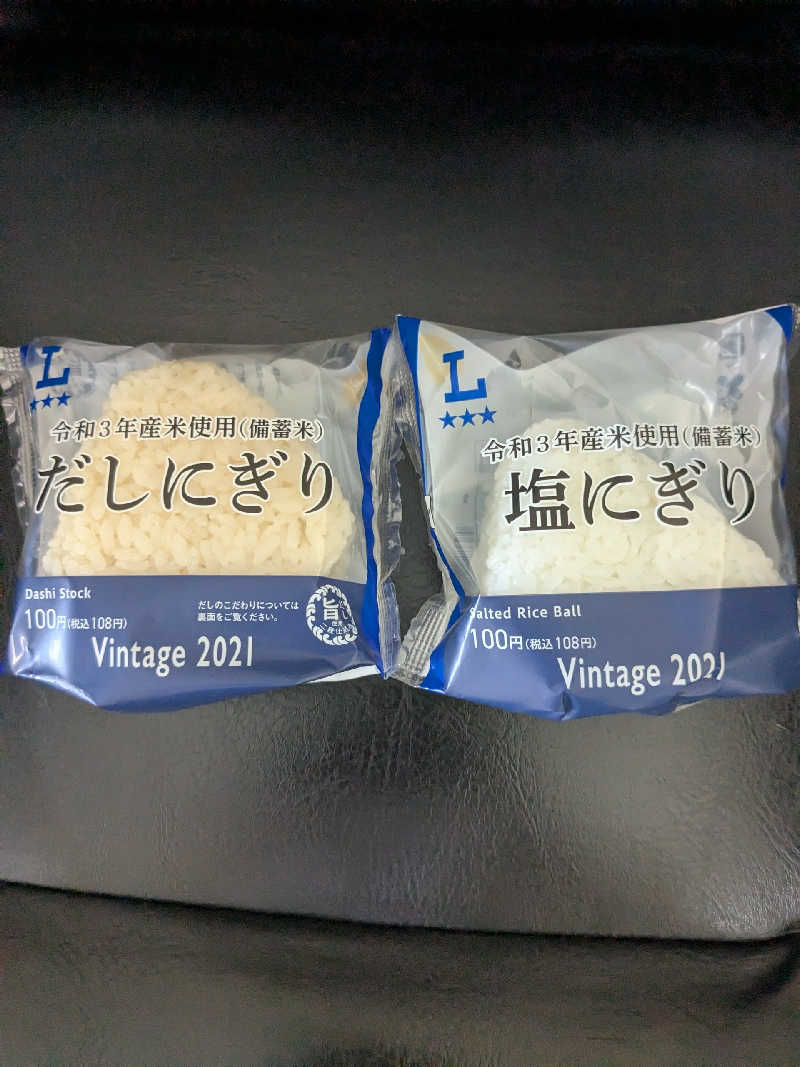 L
★★★
令和3年産米使用(備蓄米)
だしにぎり
Dashi Stock
100円(税込108円)
だしのこだわりについては
裏面をご覧ください。
旨
Vintage 2021
L
★★★
令和3年産米使用(備蓄米)
塩にぎり
Salted Rice Ball
100円(税込108円)
Vintage 2021